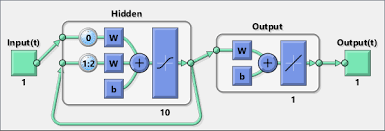 Hidden
Output
Input(t)
Output(t)
0
W
1:2
W
b
W
b
1
10
1
1